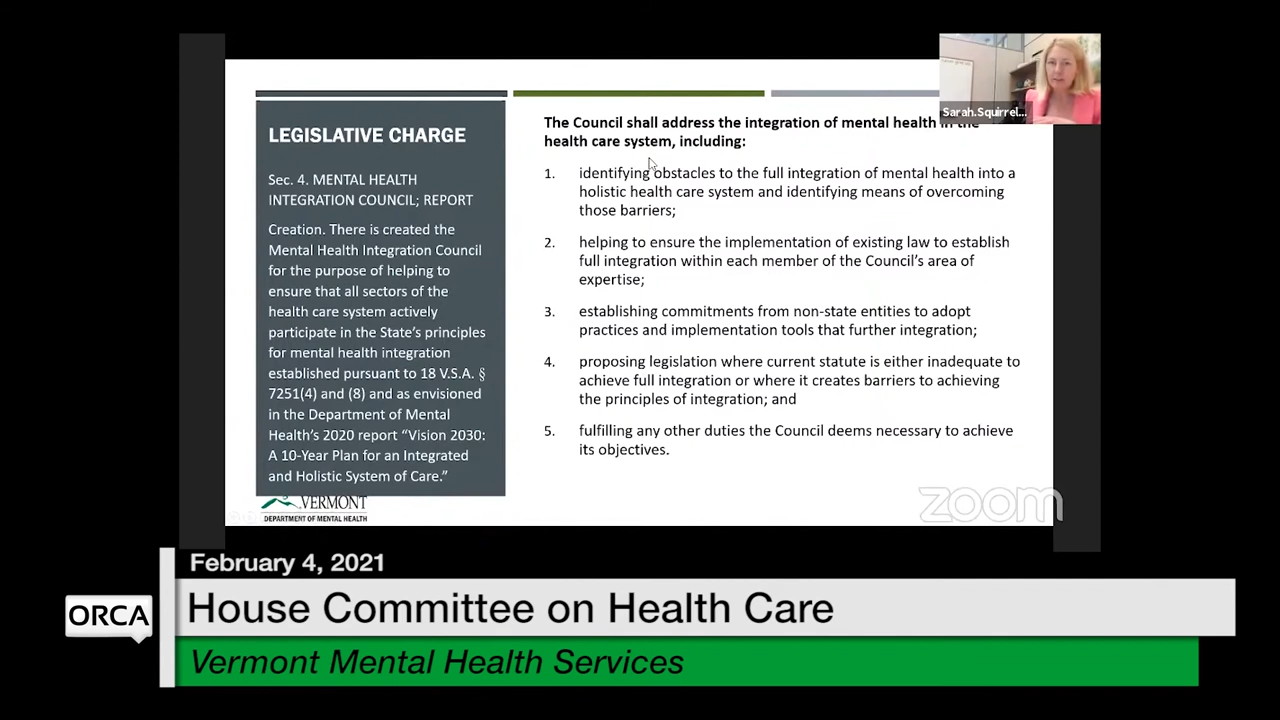 LEGISLATIVE CHARGE
Sec. 4. MENTAL HEALTH
INTEGRATION COUNCIL; REPORT
Creation. There is created the
Mental Health Integration Council
for the purpose of helping to
ensure that all sectors of the
health care system actively
participate in the State's principles
for mental health integration
established pursuant to 18 V.S.A. §
7251(4) and (8) and as envisioned
in the Department of Mental
Health's 2020 report "Vision 2030:
A 10-Year Plan for an Integrated
and Holistic System of Care."
VERMONT
DEPARTMENT OF MENTAL HEALTH
The Council shall address the integration of mental health in the
health care system, including:
1. identifying obstacles to the full integration of mental health into a
holistic health care system and identifying means of overcoming
those barriers;
2. helping to ensure the implementation of existing law to establish
full integration within each member of the Council's area of
expertise;
3. establishing commitments from non-state entities to adopt
practices and implementation tools that further integration;
4. proposing legislation where current statute is either inadequate to
achieve full integration or where it creates barriers to achieving
the principles of integration; and
5. fulfilling any other duties the Council deems necessary to achieve
its objectives.
Sarah.Squirrel...
zoom
February 4, 2021
ORCA
House Committee on Health Care
Vermont Mental Health Services